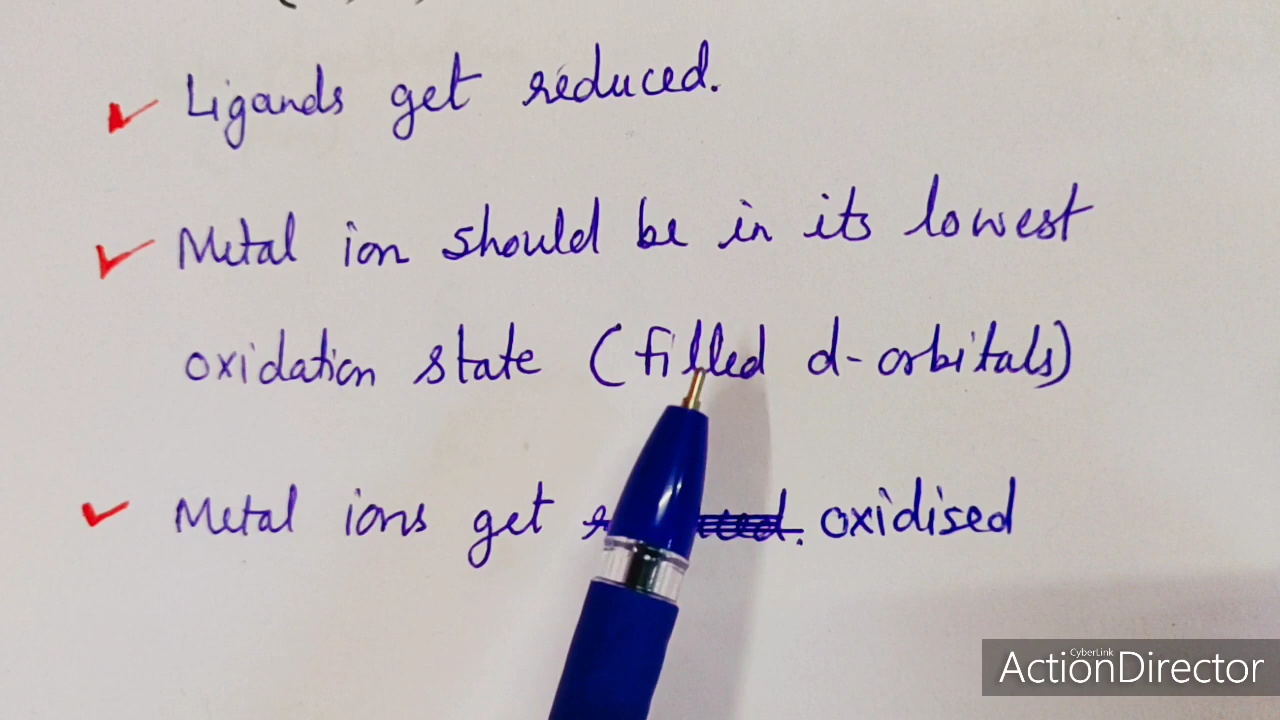 Ligands get reduced.
Metal ion should be in its lowest
oxidation state (filled d-orbitals)
Metal ions get oxidised
CyberLink
ActionDirector